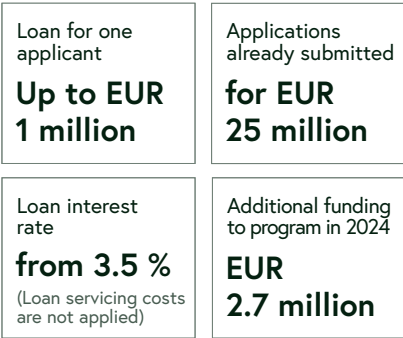 Loan for one
applicant
Up to EUR
1 million
Applications
already submitted
for EUR
25 million
Loan interest
rate
from 3.5 %
(Loan servicing costs
are not applied)
Additional funding
to program in 2024
EUR
2.7 million